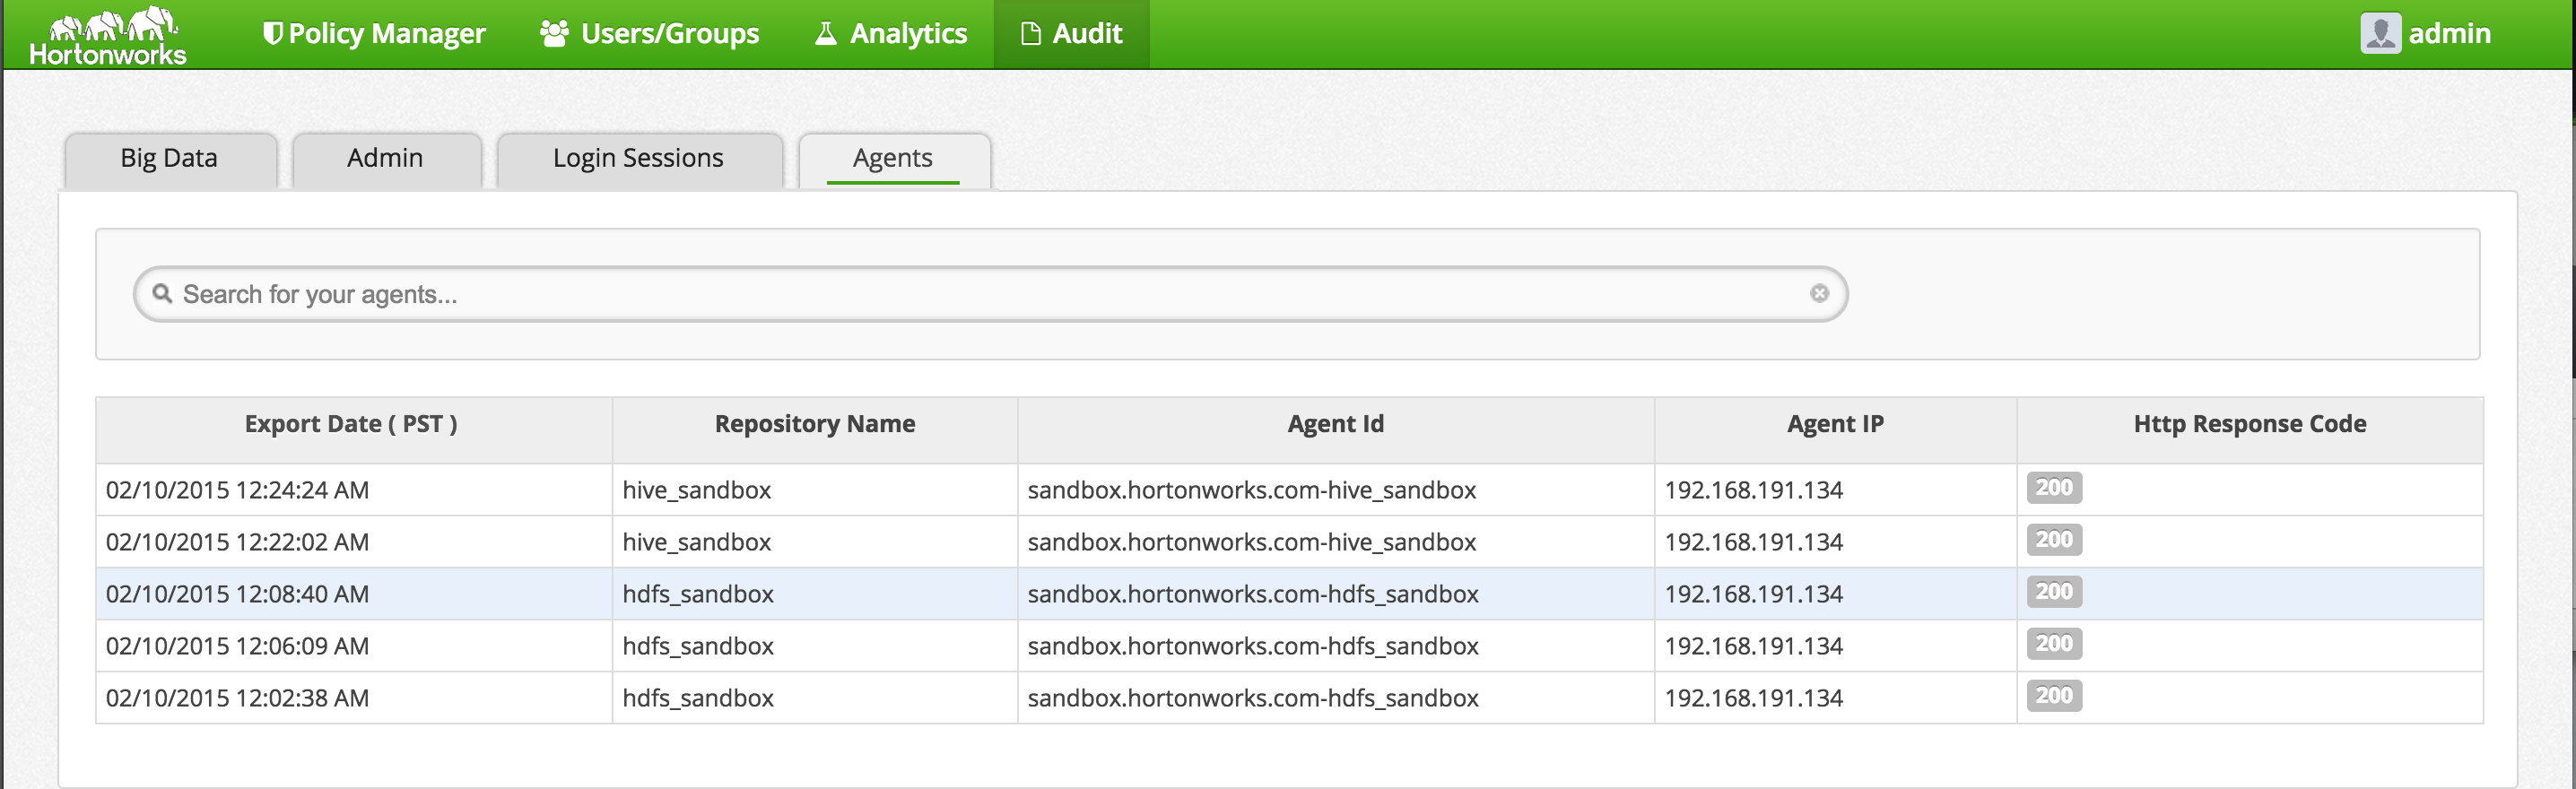 Hortonworks Policy Manager Users/Groups Analytics Audit admin
Big Data Admin Login Sessions Agents
Search for your agents...
Export Date ( PST ) Repository Name Agent Id Agent IP Http Response Code
02/10/2015 12:24:24 AM hive_sandbox sandbox.hortonworks.com-hive_sandbox 192.168.191.134 200
02/10/2015 12:22:02 AM hive_sandbox sandbox.hortonworks.com-hive_sandbox 192.168.191.134 200
02/10/2015 12:08:40 AM hdfs_sandbox sandbox.hortonworks.com-hdfs_sandbox 192.168.191.134 200
02/10/2015 12:06:09 AM hdfs_sandbox sandbox.hortonworks.com-hdfs_sandbox 192.168.191.134 200
02/10/2015 12:02:38 AM hdfs_sandbox sandbox.hortonworks.com-hdfs_sandbox 192.168.191.134 200